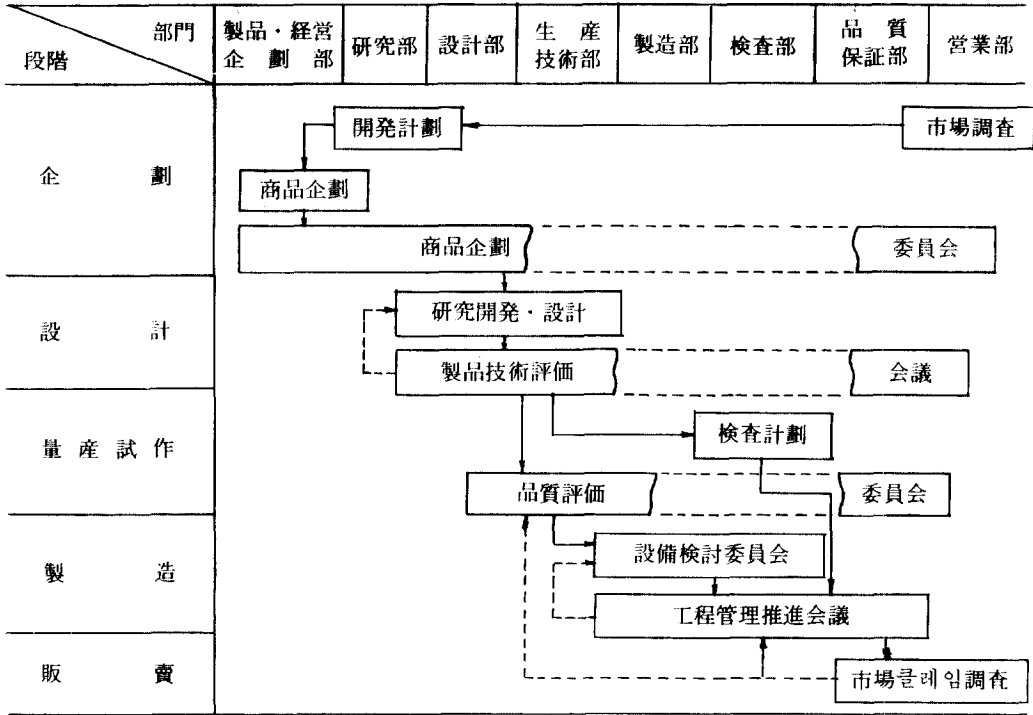 部門
段階
製品・経営
企劃部
研究部
設計部
生産
技術部
製造部
検査部
品質
保証部
営業部
企劃
開発計劃
市場調査
商品企劃
商品企劃
委員会
設計
研究開発・設計
製品技術評価
会議
量産試作
検査計劃
品質評価
委員会
製造
設備検討委員会
工程管理推進会議
販賣
市場클레임調査